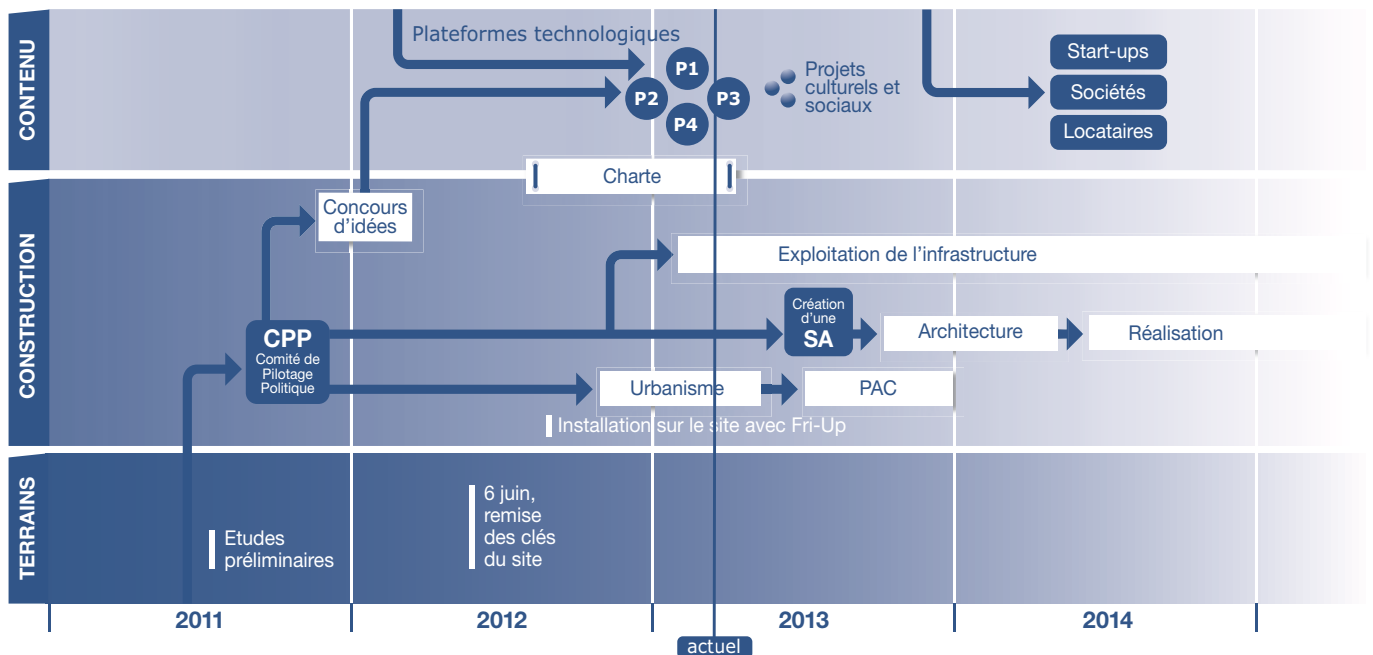 CONTENU
Plateformes technologiques
P1
P2
P3
P4
Projets
culturels et
sociaux
Start-ups
Sociétés
Locataires
CONSTRUCTION
Charte
Concours
d'idées
Exploitation de l'infrastructure
CPP
Comité de
Pilotage
Politique
Création
d'une
SA
Architecture
Réalisation
Urbanisme
PAC
Installation sur le site avec Fri-Up
TERRAINS
Etudes
préliminaires
6 juin,
remise
des clés
du site
2011
2012
2013
2014
actuel